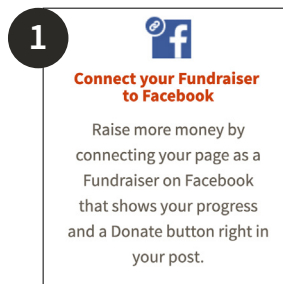 1
f
Connect your Fundraiser
to Facebook
Raise more money by
connecting your page as a
Fundraiser on Facebook
that shows your progress
and a Donate button right in
your post.